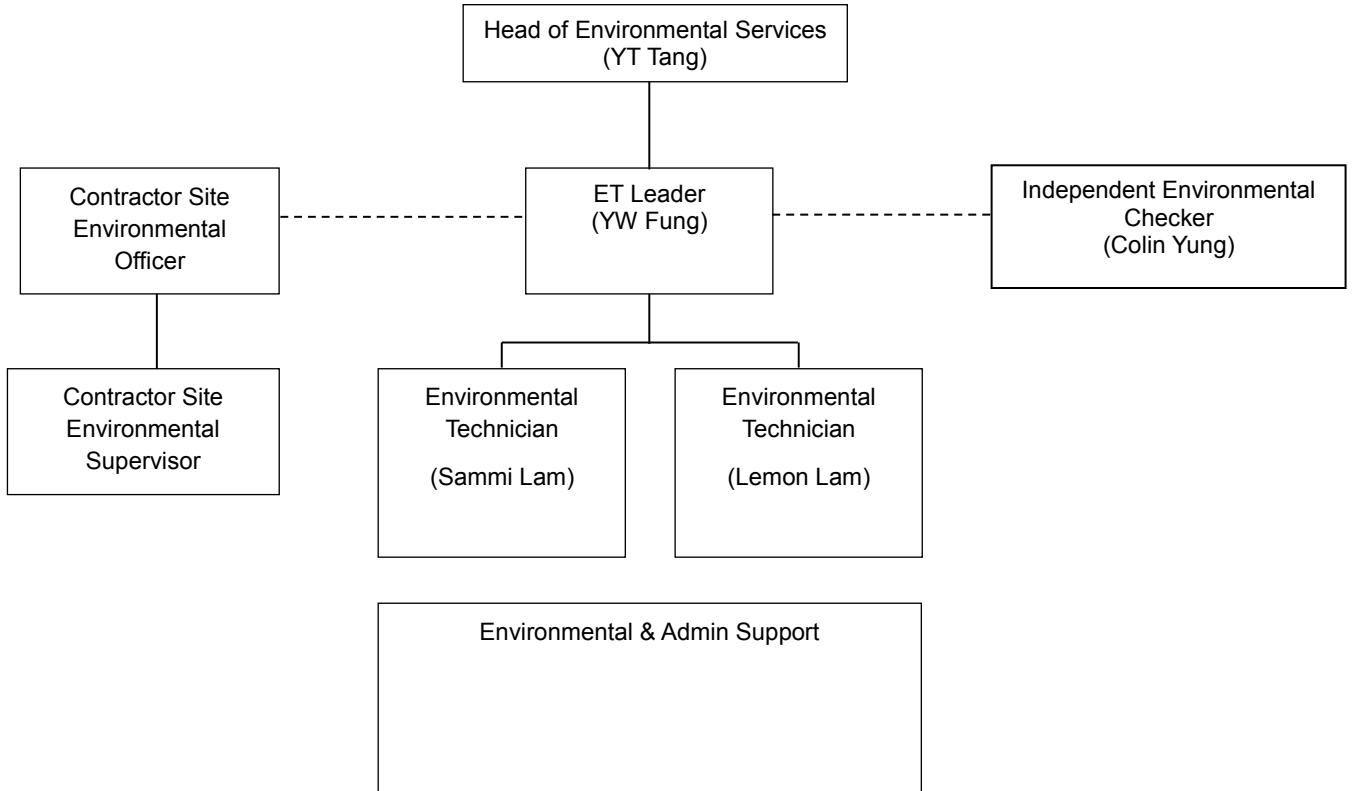 Head of Environmental Services
(YT Tang)
Contractor Site
Environmental
Officer
ET Leader
(YW Fung)
Independent Environmental
Checker
(Colin Yung)
Contractor Site
Environmental
Supervisor
Environmental
Technician
(Sammi Lam)
Environmental
Technician
(Lemon Lam)
Environmental & Admin Support